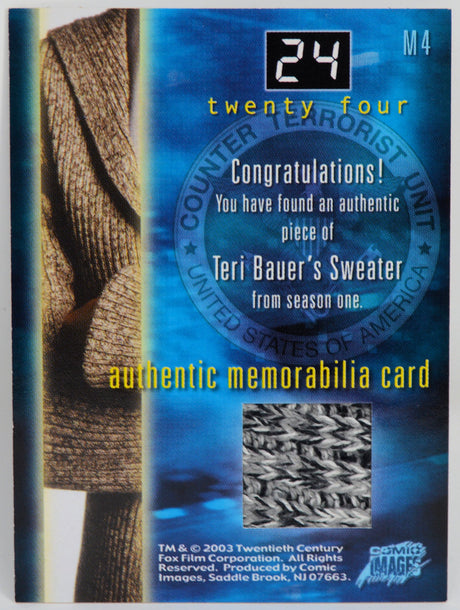 M4
24
twenty four
COUNTER TERRORIST UNIT
UNITED STATES OF AMERICA
Congratulations!
You have found an authentic
piece of
Teri Bauer's Sweater
from season one.
authentic memorabilia card
TM & © 2003 Twentieth Century
Fox Film Corporation. All Rights
Reserved. Produced by Comic
Images, Saddle Brook, NJ 07663.
COMIC
IMAGES